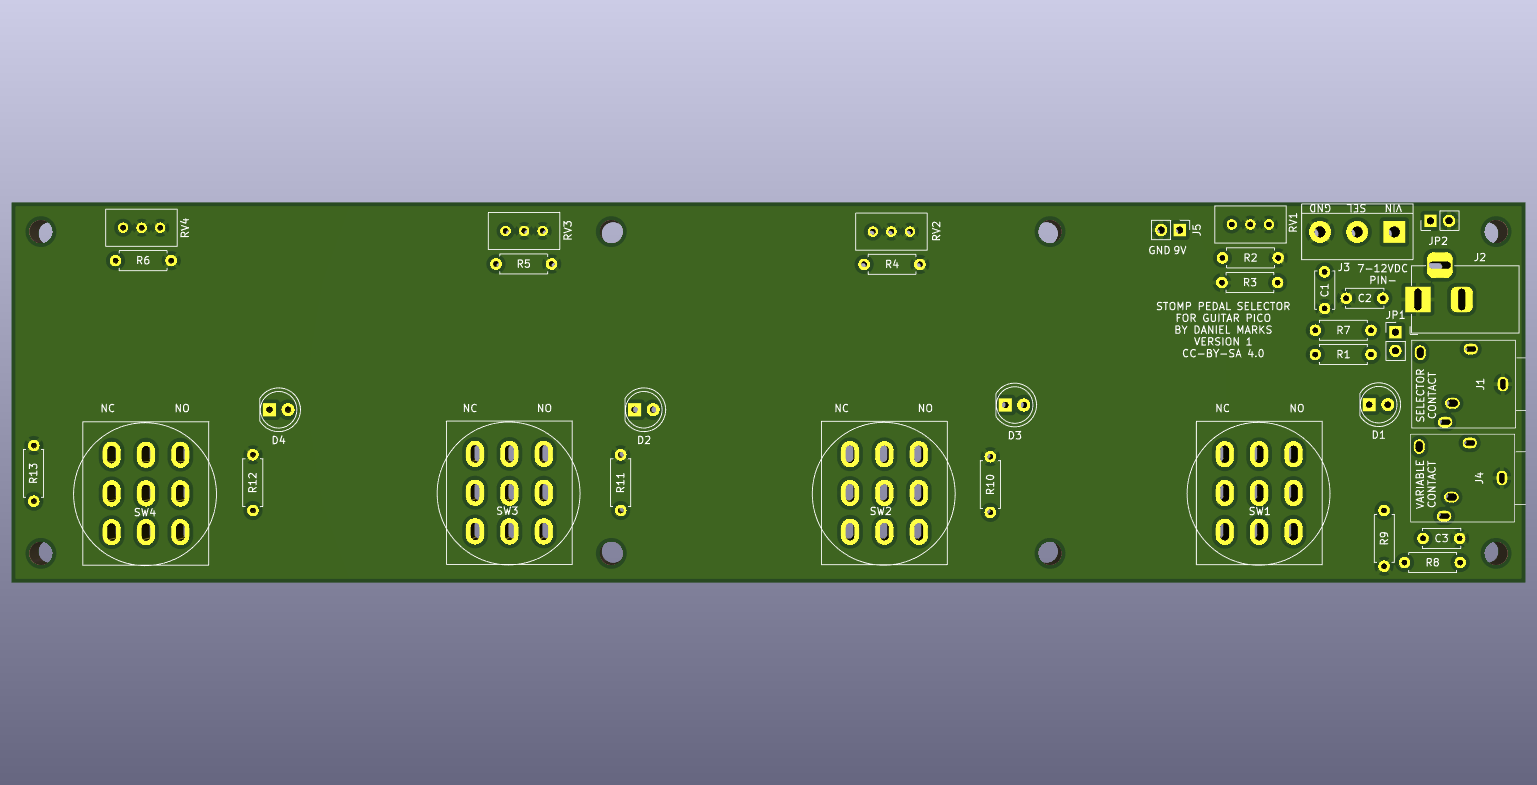 RV4
R6
RV3
R5
RV2
R4
GND 9V
J5
RV1
R2
R3
GND
SEL
VIN
J3
7-12VDC
PIN-
JP2
J2
C1
C2
JP1
R7
R1
STOMP PEDAL SELECTOR
FOR GUITAR PICO
BY DANIEL MARKS
VERSION 1
CC-BY-SA 4.0
SELECTOR
CONTACT
J1
NC
NO
D4
NC
NO
D2
NC
NO
D3
NC
NO
D1
R13
SW4
R12
SW3
R11
SW2
R10
SW1
R9
VARIABLE
CONTACT
J4
C3
R8